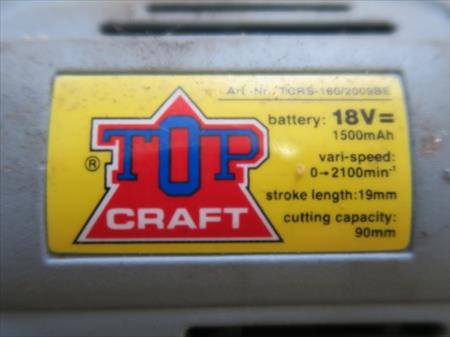 Art.-Nr. TCRS-180/2009BE
TOP
®
CRAFT
battery: 18V=
1500mAh
vari-speed:
0→2100min⁻¹
stroke length:19mm
cutting capacity:
90mm